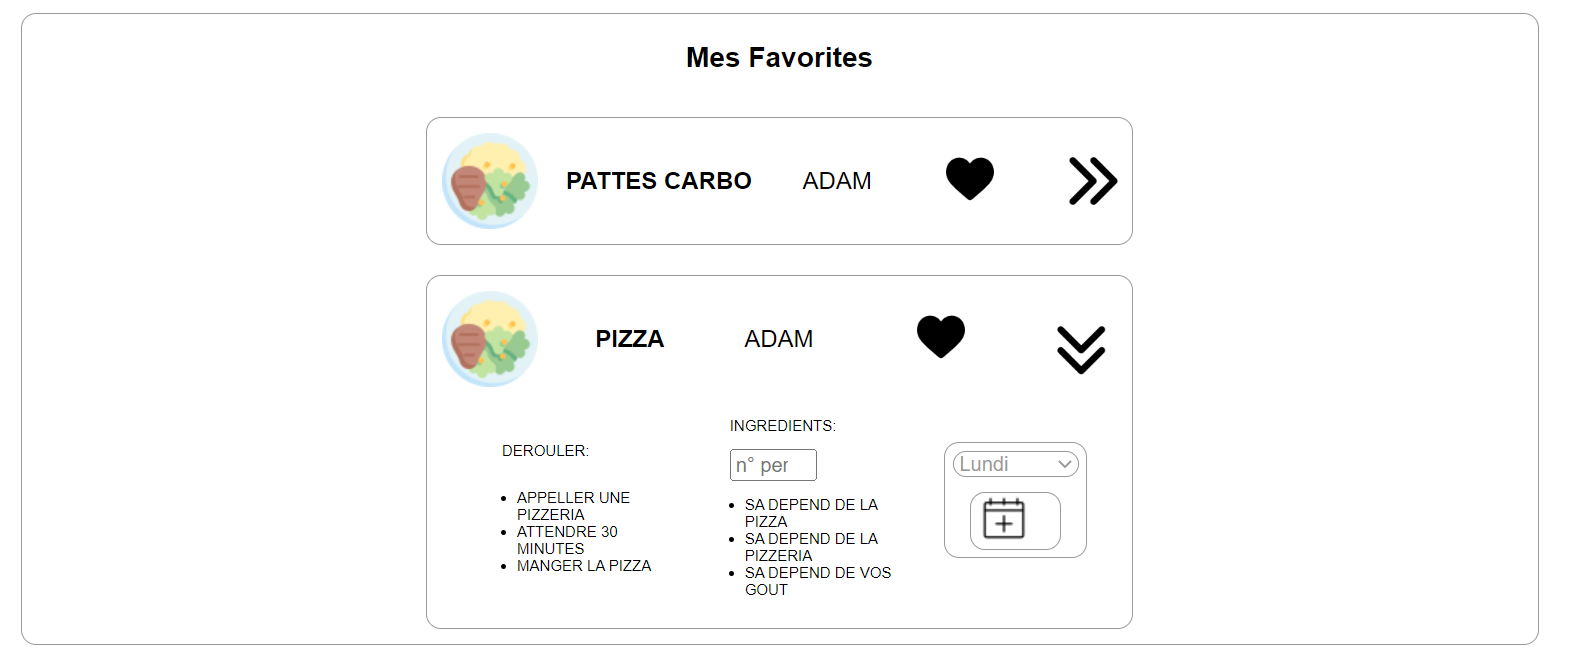 Mes Favorites
PATTES CARBO ADAM
PIZZA ADAM
DEROULER:
APPELLER UNE
PIZZERIA
ATTENDRE 30
MINUTES
MANGER LA PIZZA
INGREDIENTS:
n° per
SA DEPEND DE LA
PIZZA
SA DEPEND DE LA
PIZZERIA
SA DEPEND DE VOS
GOUT
Lundi